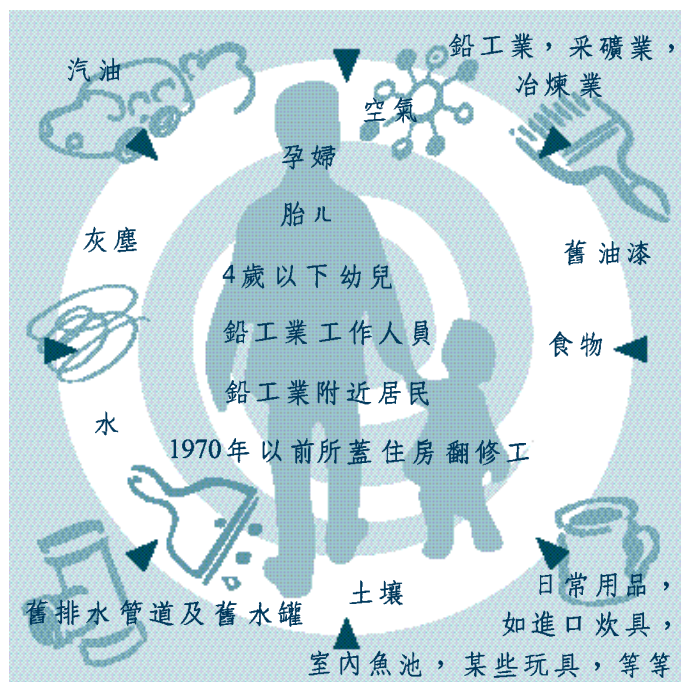 鉛工業，采礦業，
冶煉業
汽油
空氣
孕婦
胎儿
灰塵
舊油漆
4歲以下幼兒
鉛工業工作人員
食物
鉛工業附近居民
水
1970年以前所蓋住房翻修工
土壤
舊排水管道及舊水罐
日常用品，
如進口炊具，
室內魚池，某些玩具，等等